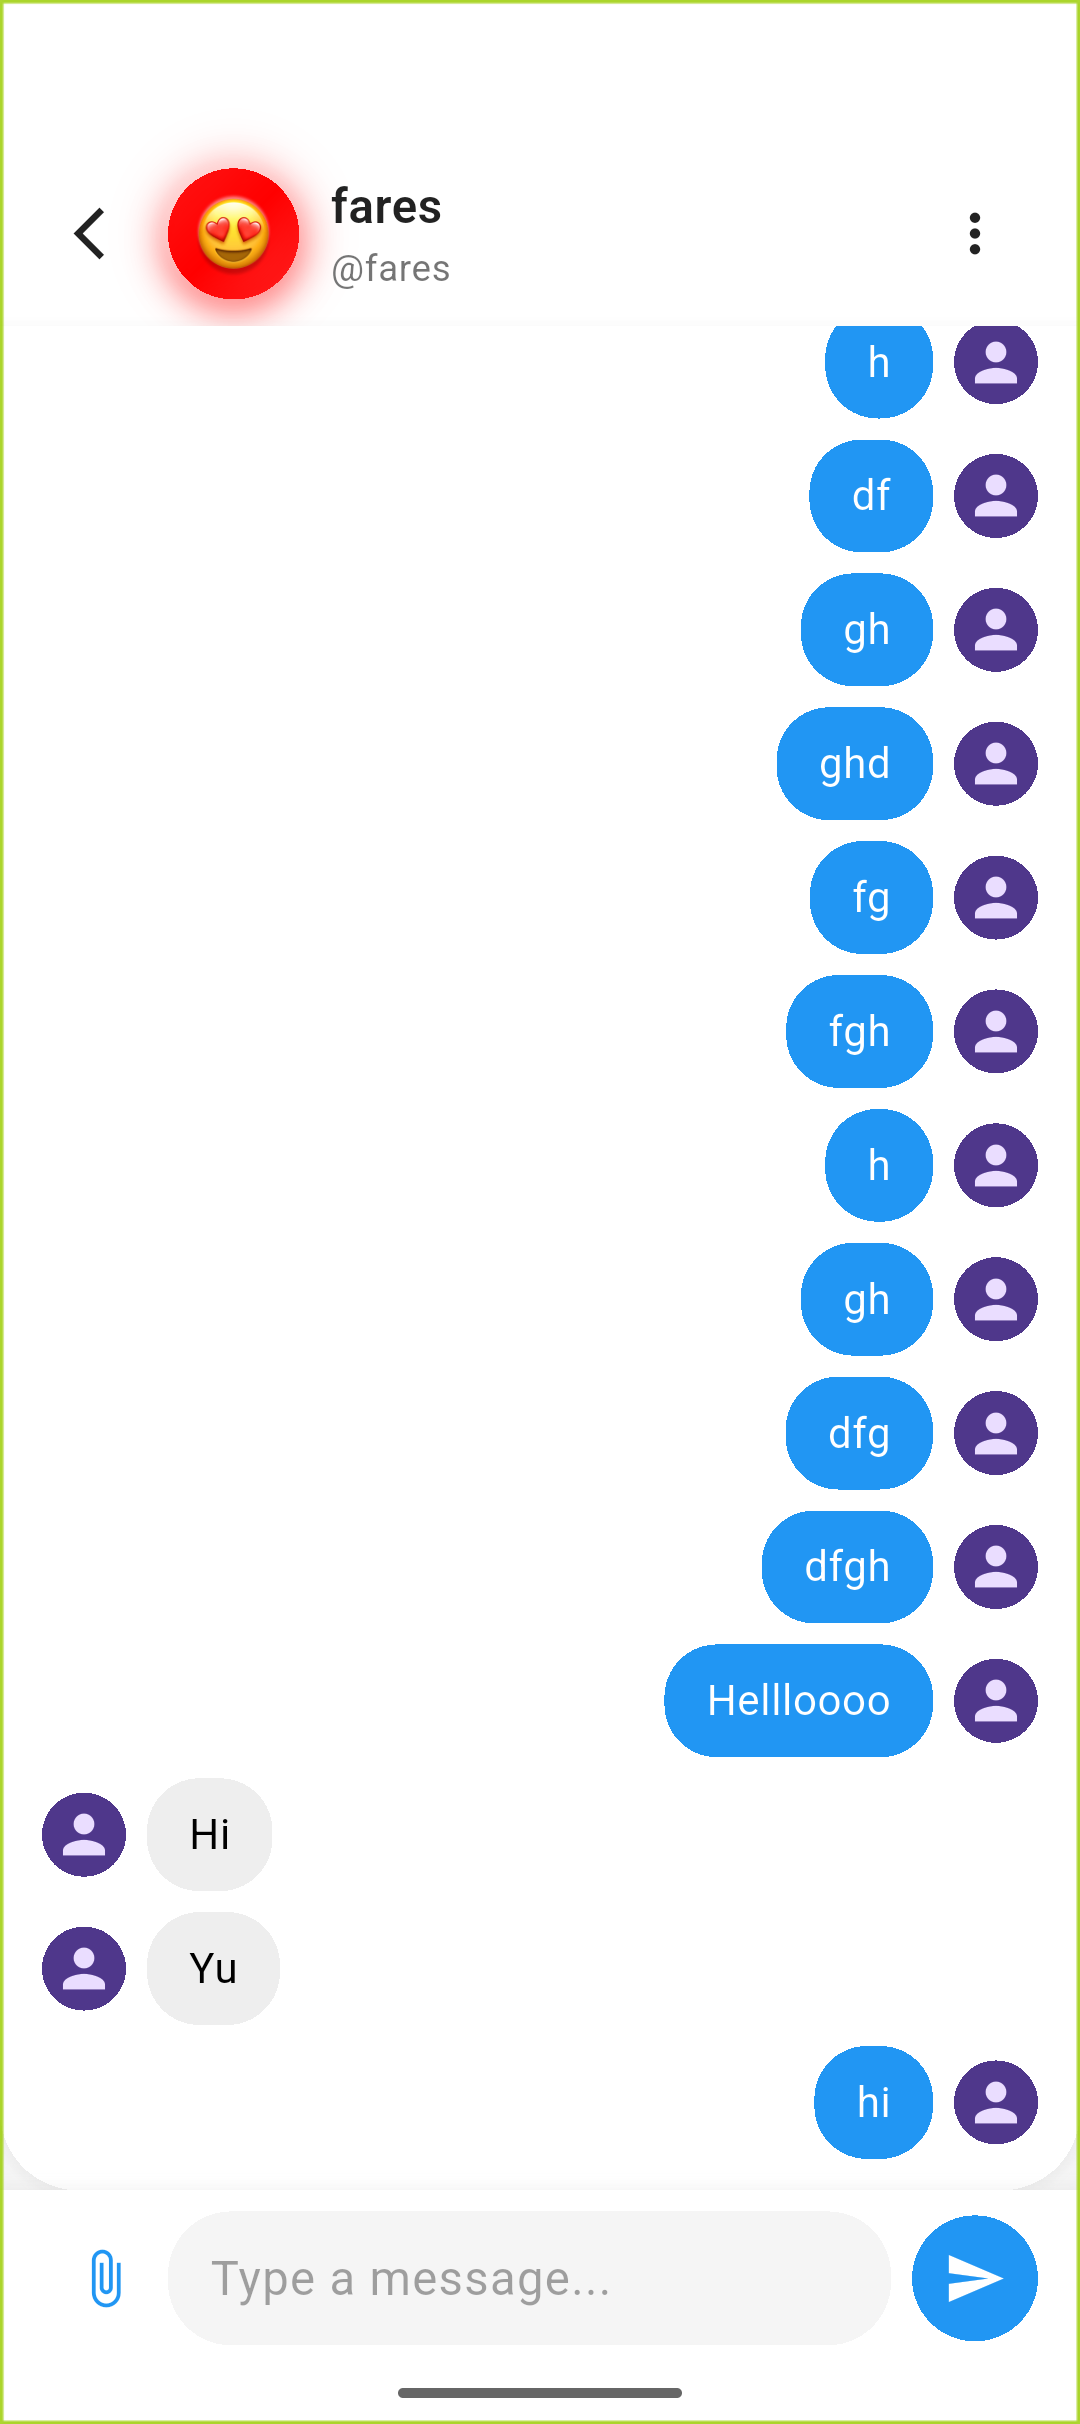 fares
@fares
h
df
gh
ghd
fg
fgh
h
gh
dfg
dfgh
Hellloooo
Hi
Yu
hi
Type a message...